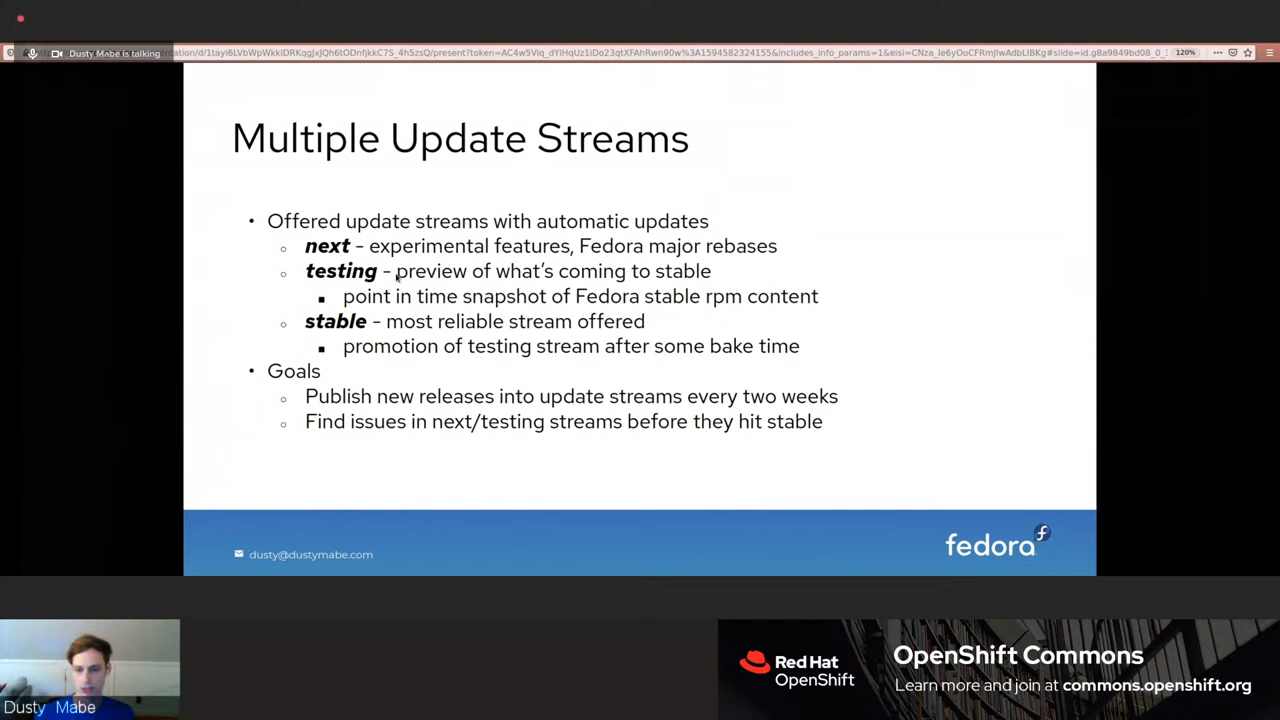 Dusty Mabe is talking
120%
Multiple Update Streams
• Offered update streams with automatic updates
○ next - experimental features, Fedora major rebases
○ testing - preview of what's coming to stable
■ point in time snapshot of Fedora stable rpm content
○ stable - most reliable stream offered
■ promotion of testing stream after some bake time
• Goals
○ Publish new releases into update streams every two weeks
○ Find issues in next/testing streams before they hit stable
dusty@dustymabe.com
fedora
Dusty Mabe
Red Hat
OpenShift
OpenShift Commons
Learn more and join at commons.openshift.org